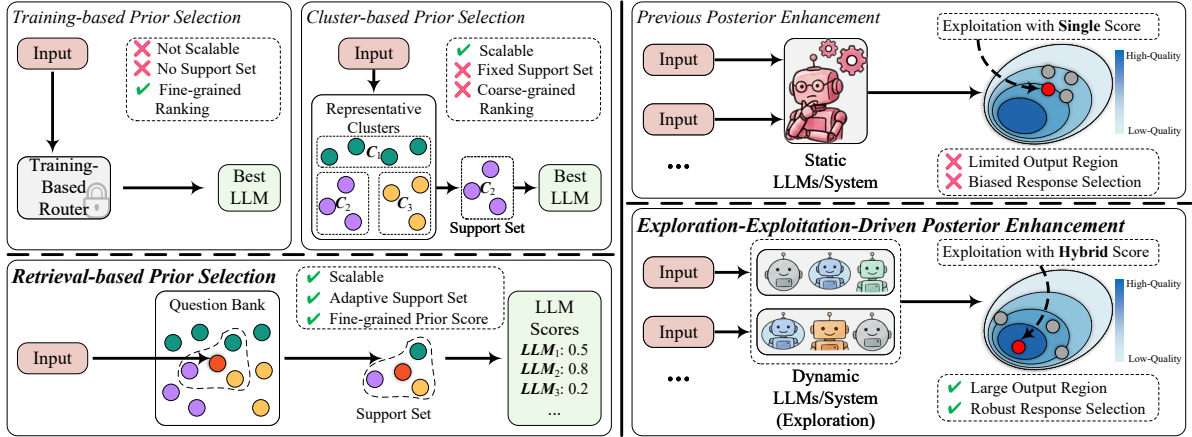 Training-based Prior Selection
Input
Not Scalable
No Support Set
Fine-grained
Ranking
Training-
Based
Router
Best
LLM
Cluster-based Prior Selection
Input
Scalable
Fixed Support Set
Coarse-grained
Ranking
Representative
Clusters
C1
C2
C3
C2
Support Set
Best
LLM
Retrieval-based Prior Selection
Scalable
Adaptive Support Set
Fine-grained Prior Score
Question Bank
Input
Support Set
LLM
Scores
LLM1: 0.5
LLM2: 0.8
LLM3: 0.2
...
Previous Posterior Enhancement
Exploitation with Single Score
Input
Input
...
Static
LLMs/System
High-Quality
Low-Quality
Limited Output Region
Biased Response Selection
Exploration-Exploitation-Driven Posterior Enhancement
Exploitation with Hybrid Score
Input
Input
...
Dynamic
LLMs/System
(Exploration)
High-Quality
Low-Quality
Large Output Region
Robust Response Selection